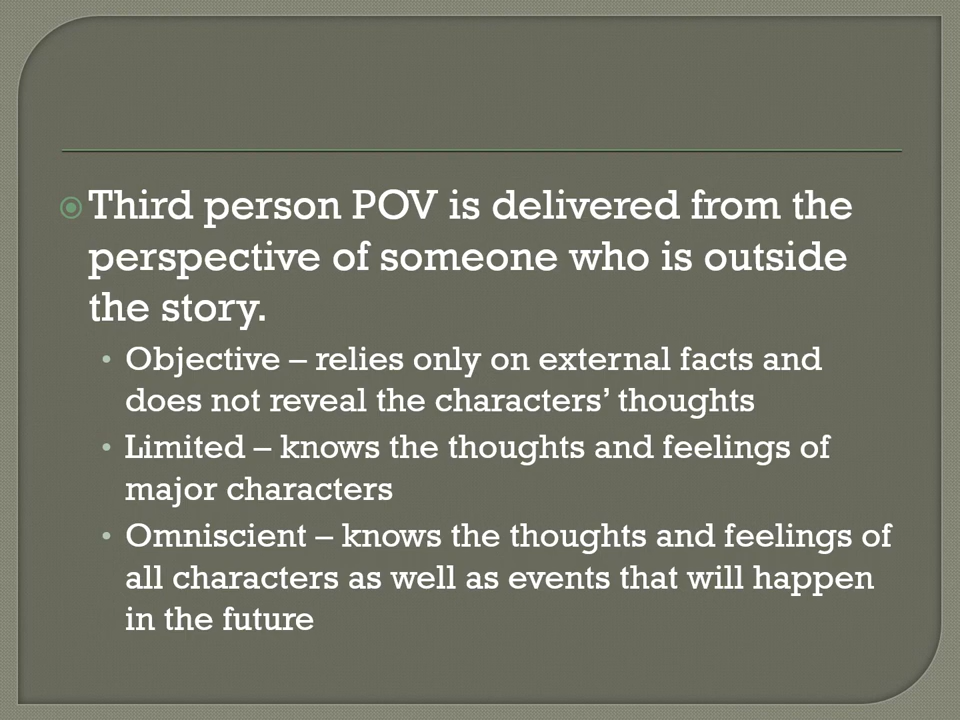 Third person POV is delivered from the
perspective of someone who is outside
the story.
• Objective – relies only on external facts and
does not reveal the characters’ thoughts
• Limited – knows the thoughts and feelings of
major characters
• Omniscient – knows the thoughts and feelings of
all characters as well as events that will happen
in the future